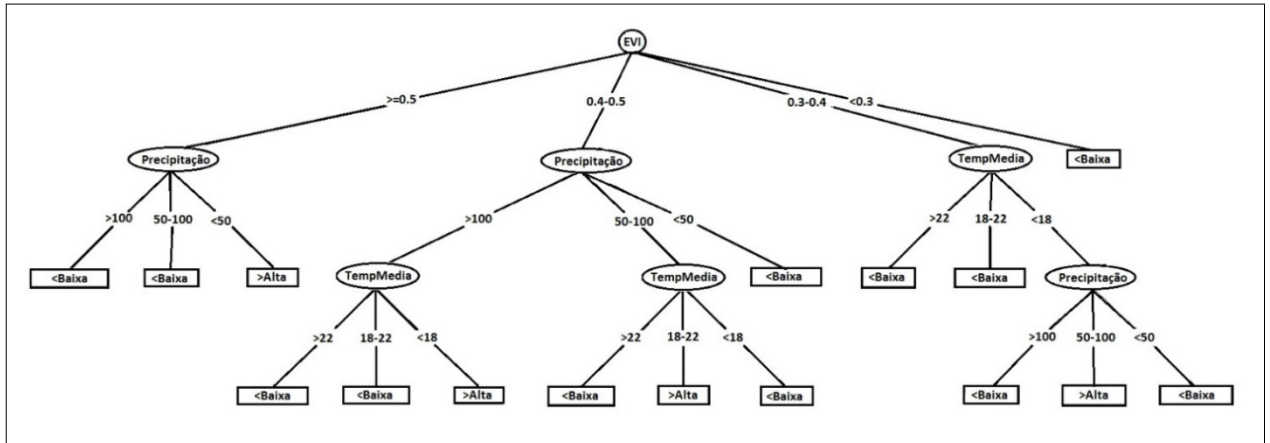 EVI
>=0.5
0.4-0.5
0.3-0.4
<0.3
Precipitação
Precipitação
TempMedia
<Baixa
>100
50-100
<50
>100
50-100
<50
>22
18-22
<18
<Baixa
<Baixa
>Alta
TempMedia
TempMedia
<Baixa
<Baixa
<Baixa
Precipitação
>22
18-22
<18
>22
18-22
<18
>100
50-100
<50
<Baixa
<Baixa
>Alta
<Baixa
>Alta
<Baixa
<Baixa
>Alta
<Baixa